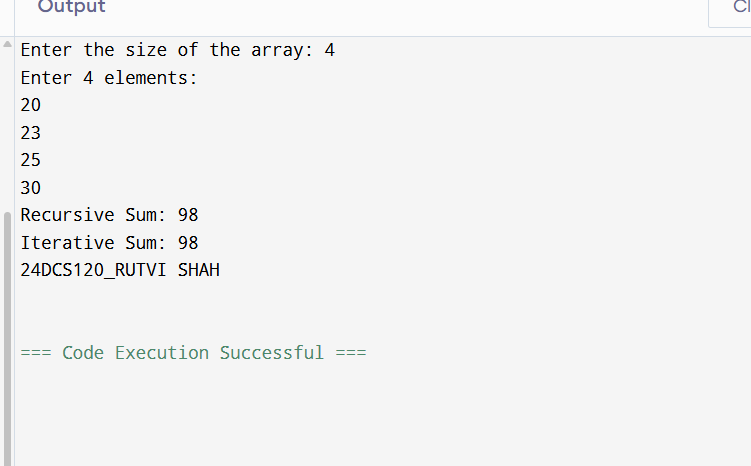 Output
Enter the size of the array: 4
Enter 4 elements:
20
23
25
30
Recursive Sum: 98
Iterative Sum: 98
24DCS120_RUTVI SHAH
=== Code Execution Successful ===